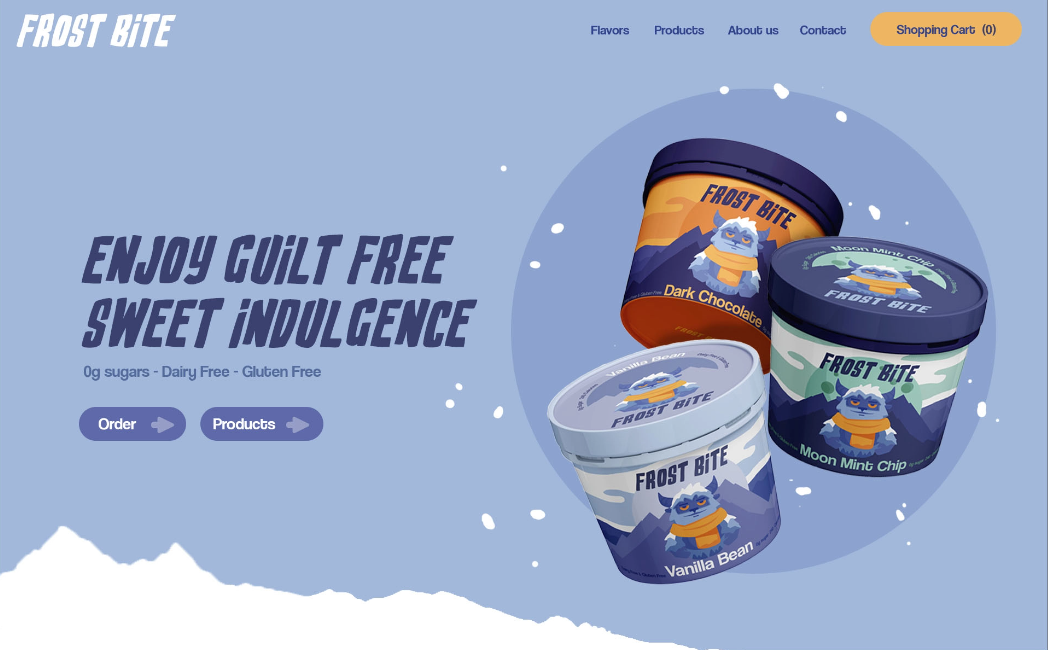 FROST BiTE
Flavors
Products
About us
Contact
Shopping Cart (0)
ENJOY GUiLT FREE
SWEET iNDULGENCE
0g sugars - Dairy Free - Gluten Free
Order
Products
FROST BiTE
Dark Chocolate
Moon Mint Chip
FROST BiTE
FROST BiTE
Moon Mint Chip
Vanilla Bean
FROST BiTE
FROST BiTE
Vanilla Bean